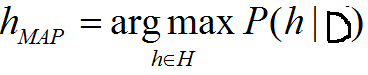 h_MAP = arg max P(h | D)
h∈H